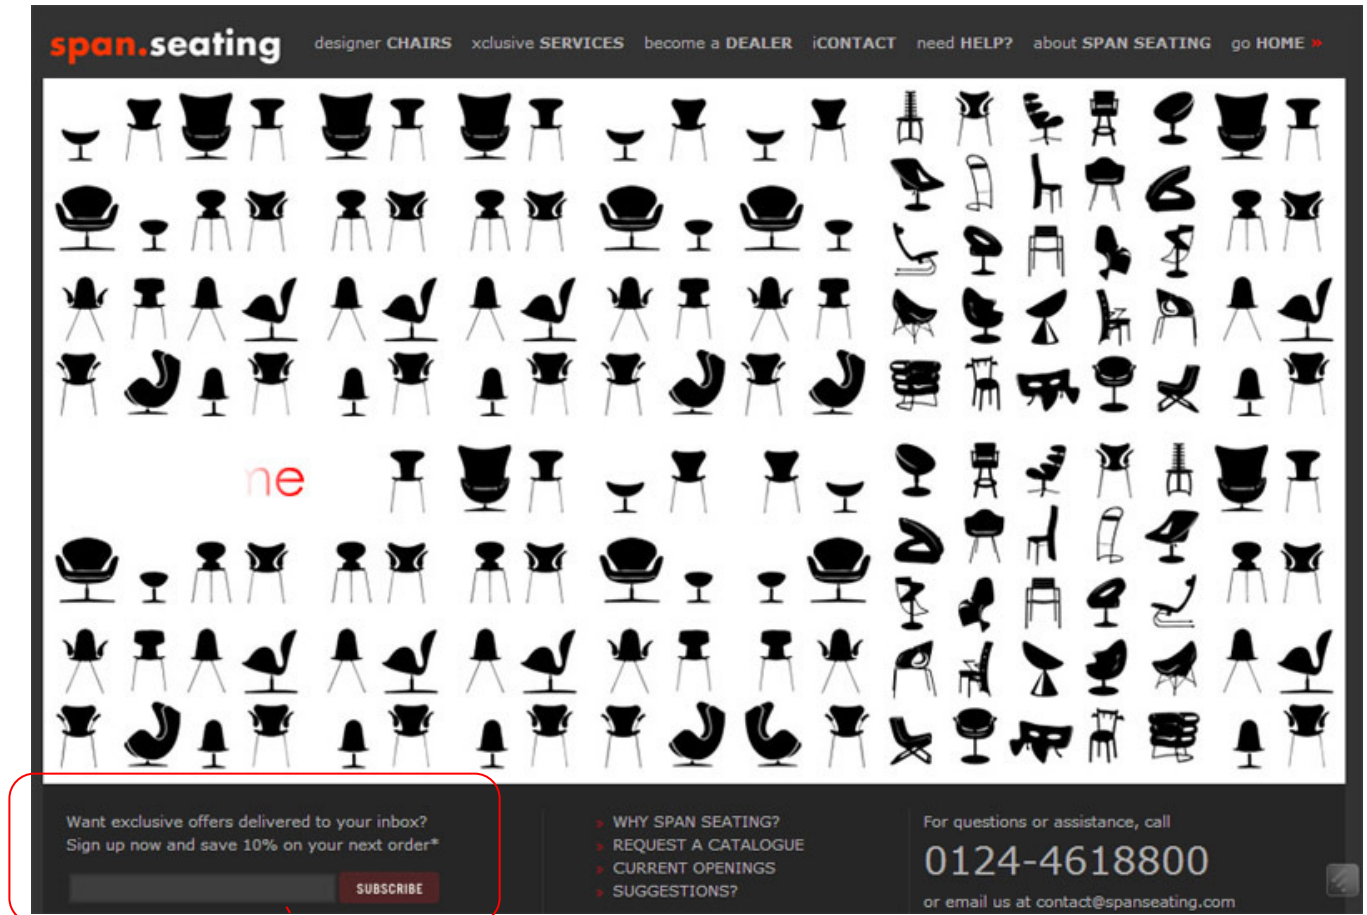 span.seating
designer CHAIRS xclusive SERVICES become a DEALER iCONTACT need HELP? about SPAN SEATING go HOME »
ne
Want exclusive offers delivered to your inbox?
Sign up now and save 10% on your next order*
SUBSCRIBE
» WHY SPAN SEATING?
» REQUEST A CATALOGUE
» CURRENT OPENINGS
» SUGGESTIONS?
For questions or assistance, call
0124-4618800
or email us at contact@spanseating.com